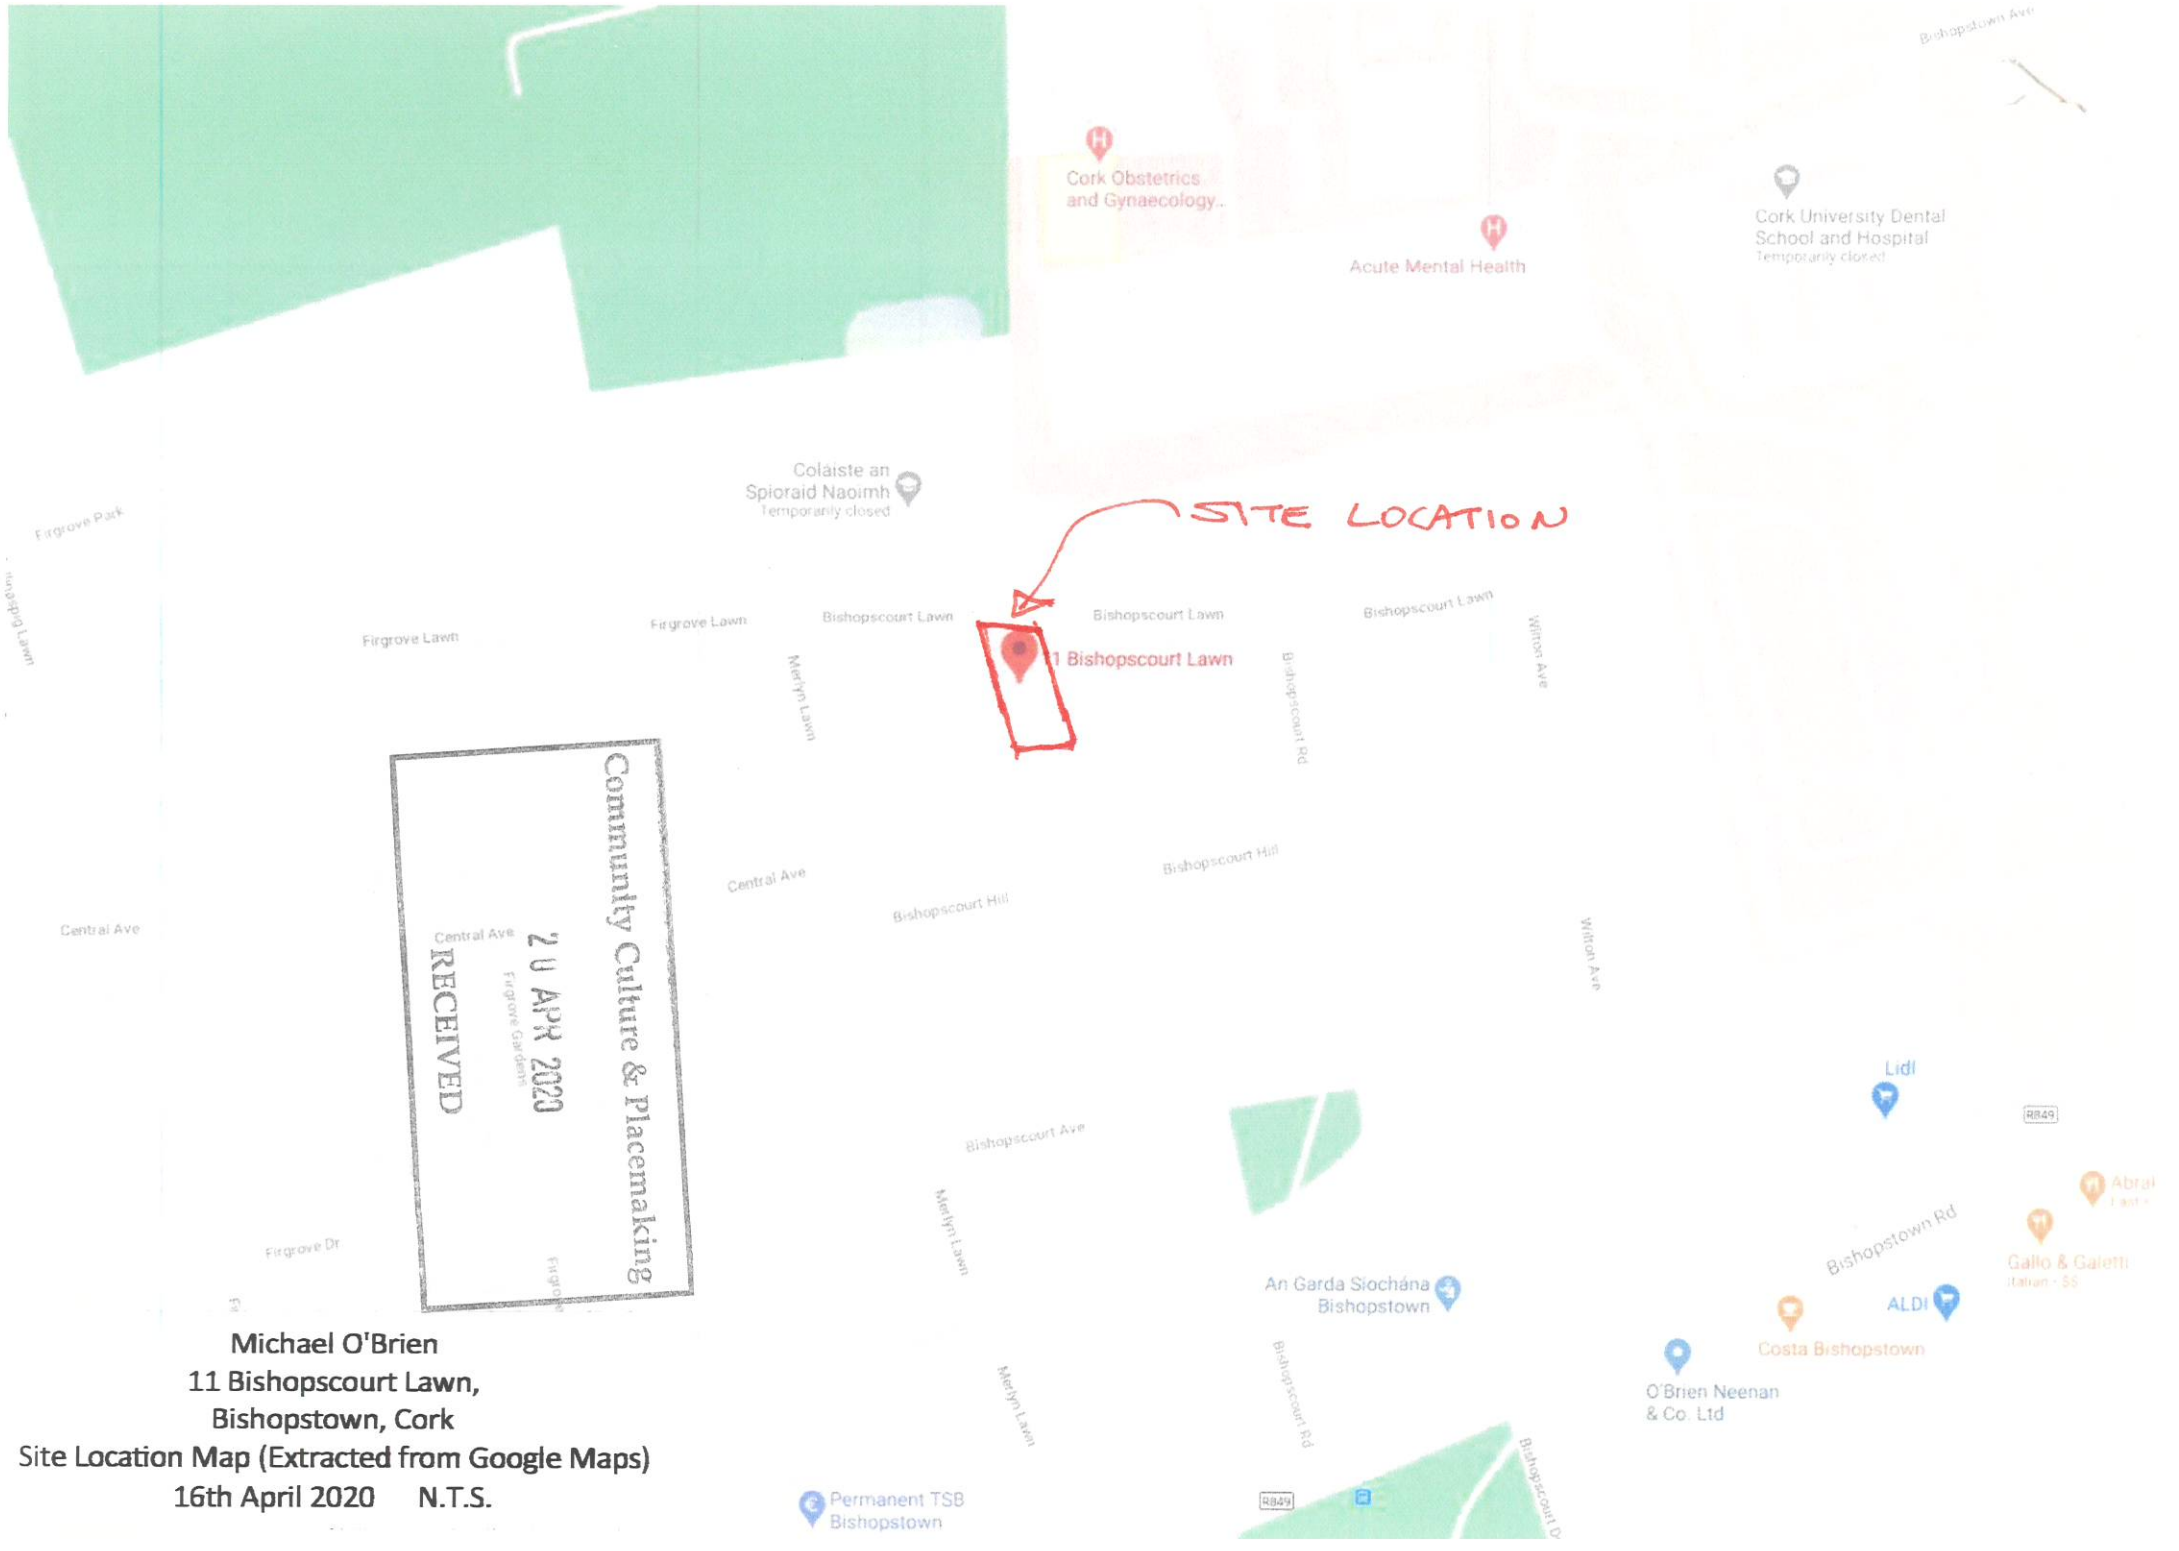 Bishopstown Ave
Cork Obstetrics
and Gynaecology..
Acute Mental Health
Cork University Dental
School and Hospital
Temporarily closed
Coláiste an
Spioraid Naoimh
Temporarily closed
SITE LOCATION
Firgrove Park
Lawn
Firgrove Lawn
Firgrove Lawn
Bishopscourt Lawn
Bishopscourt Lawn
Bishopscourt Lawn
11 Bishopscourt Lawn
Merlyn Lawn
Bishopscourt Rd
Wilton Ave
Community Culture & Placemaking
20 APR 2020
RECEIVED
Central Ave
Central Ave
Central Ave
Firgrove Gardens
Bishopscourt Hill
Bishopscourt Hill
Wilton Ave
Lidl
R849
Bishopscourt Ave
Merlyn Lawn
Bishopstown Rd
Abra
Gallo & Galetti
Italian - $$
Firgrove Dr
Firgrove
An Garda Síochána
Bishopstown
ALDI
Costa Bishopstown
O'Brien Neenan
& Co. Ltd
Bishopscourt Rd
Merlyn Lawn
Bishopscourt D
Permanent TSB
Bishopstown
R849
Michael O'Brien
11 Bishopscourt Lawn,
Bishopstown, Cork
Site Location Map (Extracted from Google Maps)
16th April 2020 N.T.S.